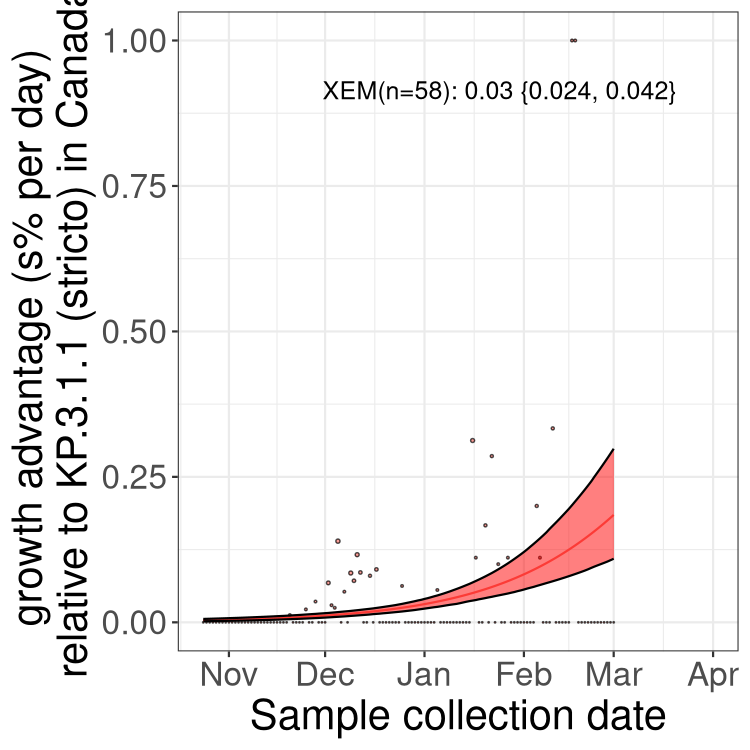 growth advantage (s% per day)
relative to KP.3.1.1 (stricto) in Canada
1.00
0.75
0.50
0.25
0.00
XEM(n=58): 0.03 {0.024, 0.042}
Nov Dec Jan Feb Mar Apr
Sample collection date